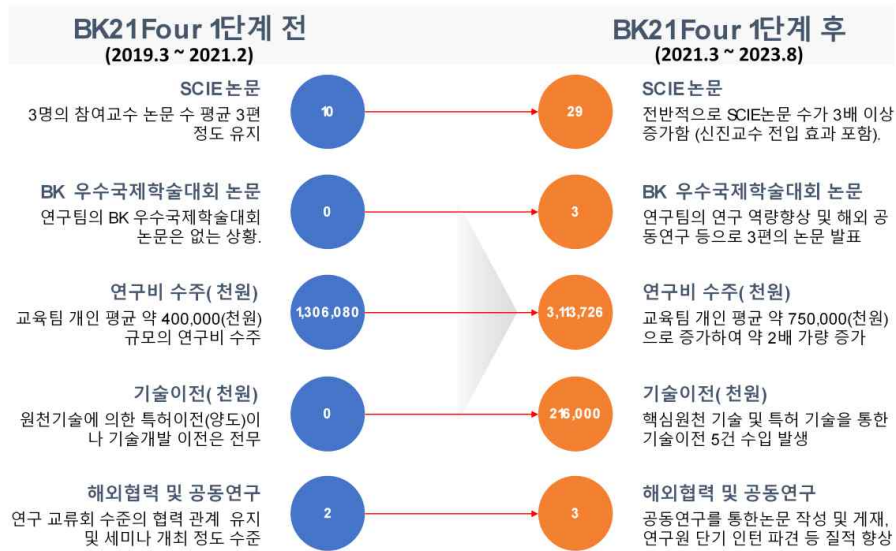 BK21Four 1단계 전
(2019.3 ~ 2021.2)
BK21Four 1단계 후
(2021.3 ~ 2023.8)
SCIE논문
3명의 참여교수 논문 수 평균 3편
정도 유지
10
29
SCIE논문
전반적으로 SCIE논문 수가 3배 이상
증가함 (신진교수 전입 효과 포함).
BK 우수국제학술대회 논문
연구팀의 BK 우수국제학술대회
논문은 없는 상황.
0
3
BK 우수국제학술대회 논문
연구팀의 연구 역량향상 및 해외 공
동연구 등으로 3편의 논문 발표
연구비 수주( 천원)
교육팀 개인 평균 약 400,000(천원)
규모의 연구비 수주
1,306,080
3,113,726
연구비 수주( 천원)
교육팀 개인 평균 약 750,000(천원)
으로 증가하여 약 2배 가량 증가
기술이전( 천원)
원천기술에 의한 특허이전(양도)이
나 기술개발 이전은 전무
0
216,000
기술이전( 천원)
핵심원천 기술 및 특허 기술을 통한
기술이전 5건 수입 발생
해외협력 및 공동연구
연구 교류회 수준의 협력 관계 유지
및 세미나 개최 정도 수준
2
3
해외협력 및 공동연구
공동연구를 통한논문 작성 및 게재,
연구원 단기 인턴 파견 등 질적 향상